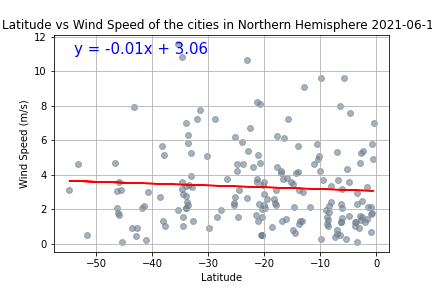 Latitude vs Wind Speed of the cities in Northern Hemisphere 2021-06-1
y = -0.01x + 3.06
12
10
8
6
4
2
0
Wind Speed (m/s)
−50 −40 −30 −20 −10 0
Latitude